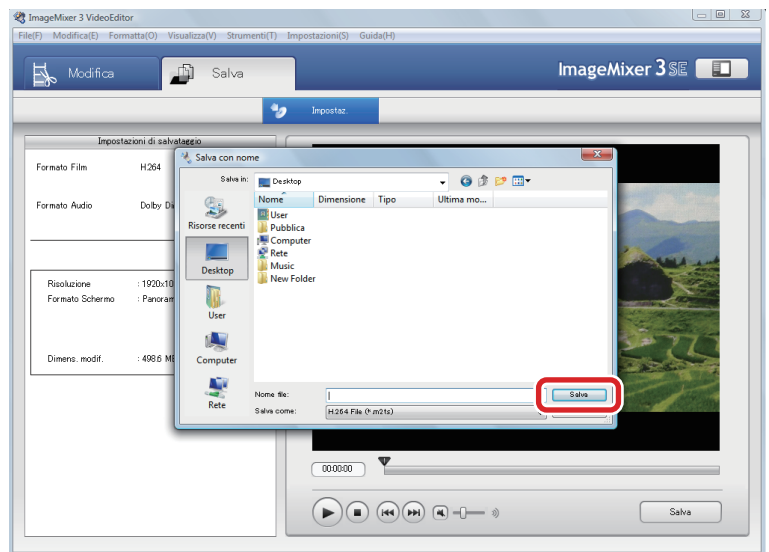 ImageMixer 3 VideoEditor
File(F) Modifica(E) Formatta(O) Visualizza(V) Strumenti(T) Impostazioni(S) Guida(H)
Modifica Salva ImageMixer 3 SE
Impostaz.
Impostazioni di salvataggio
Formato Film H.264
Formato Audio Dolby Di
Risoluzione : 1920x10
Formato Schermo : Panoram
Dimens. modif. : 498.6 ME
Salva con nome
Salva in: Desktop
Nome Dimensione Tipo Ultima mo...
Risorse recenti
Desktop
User
Computer
Rete
User
Pubblica
Computer
Rete
Music
New Folder
Nome file: Salva
Salva come: H.264 File (*.m2ts)
00:00:00
Salva